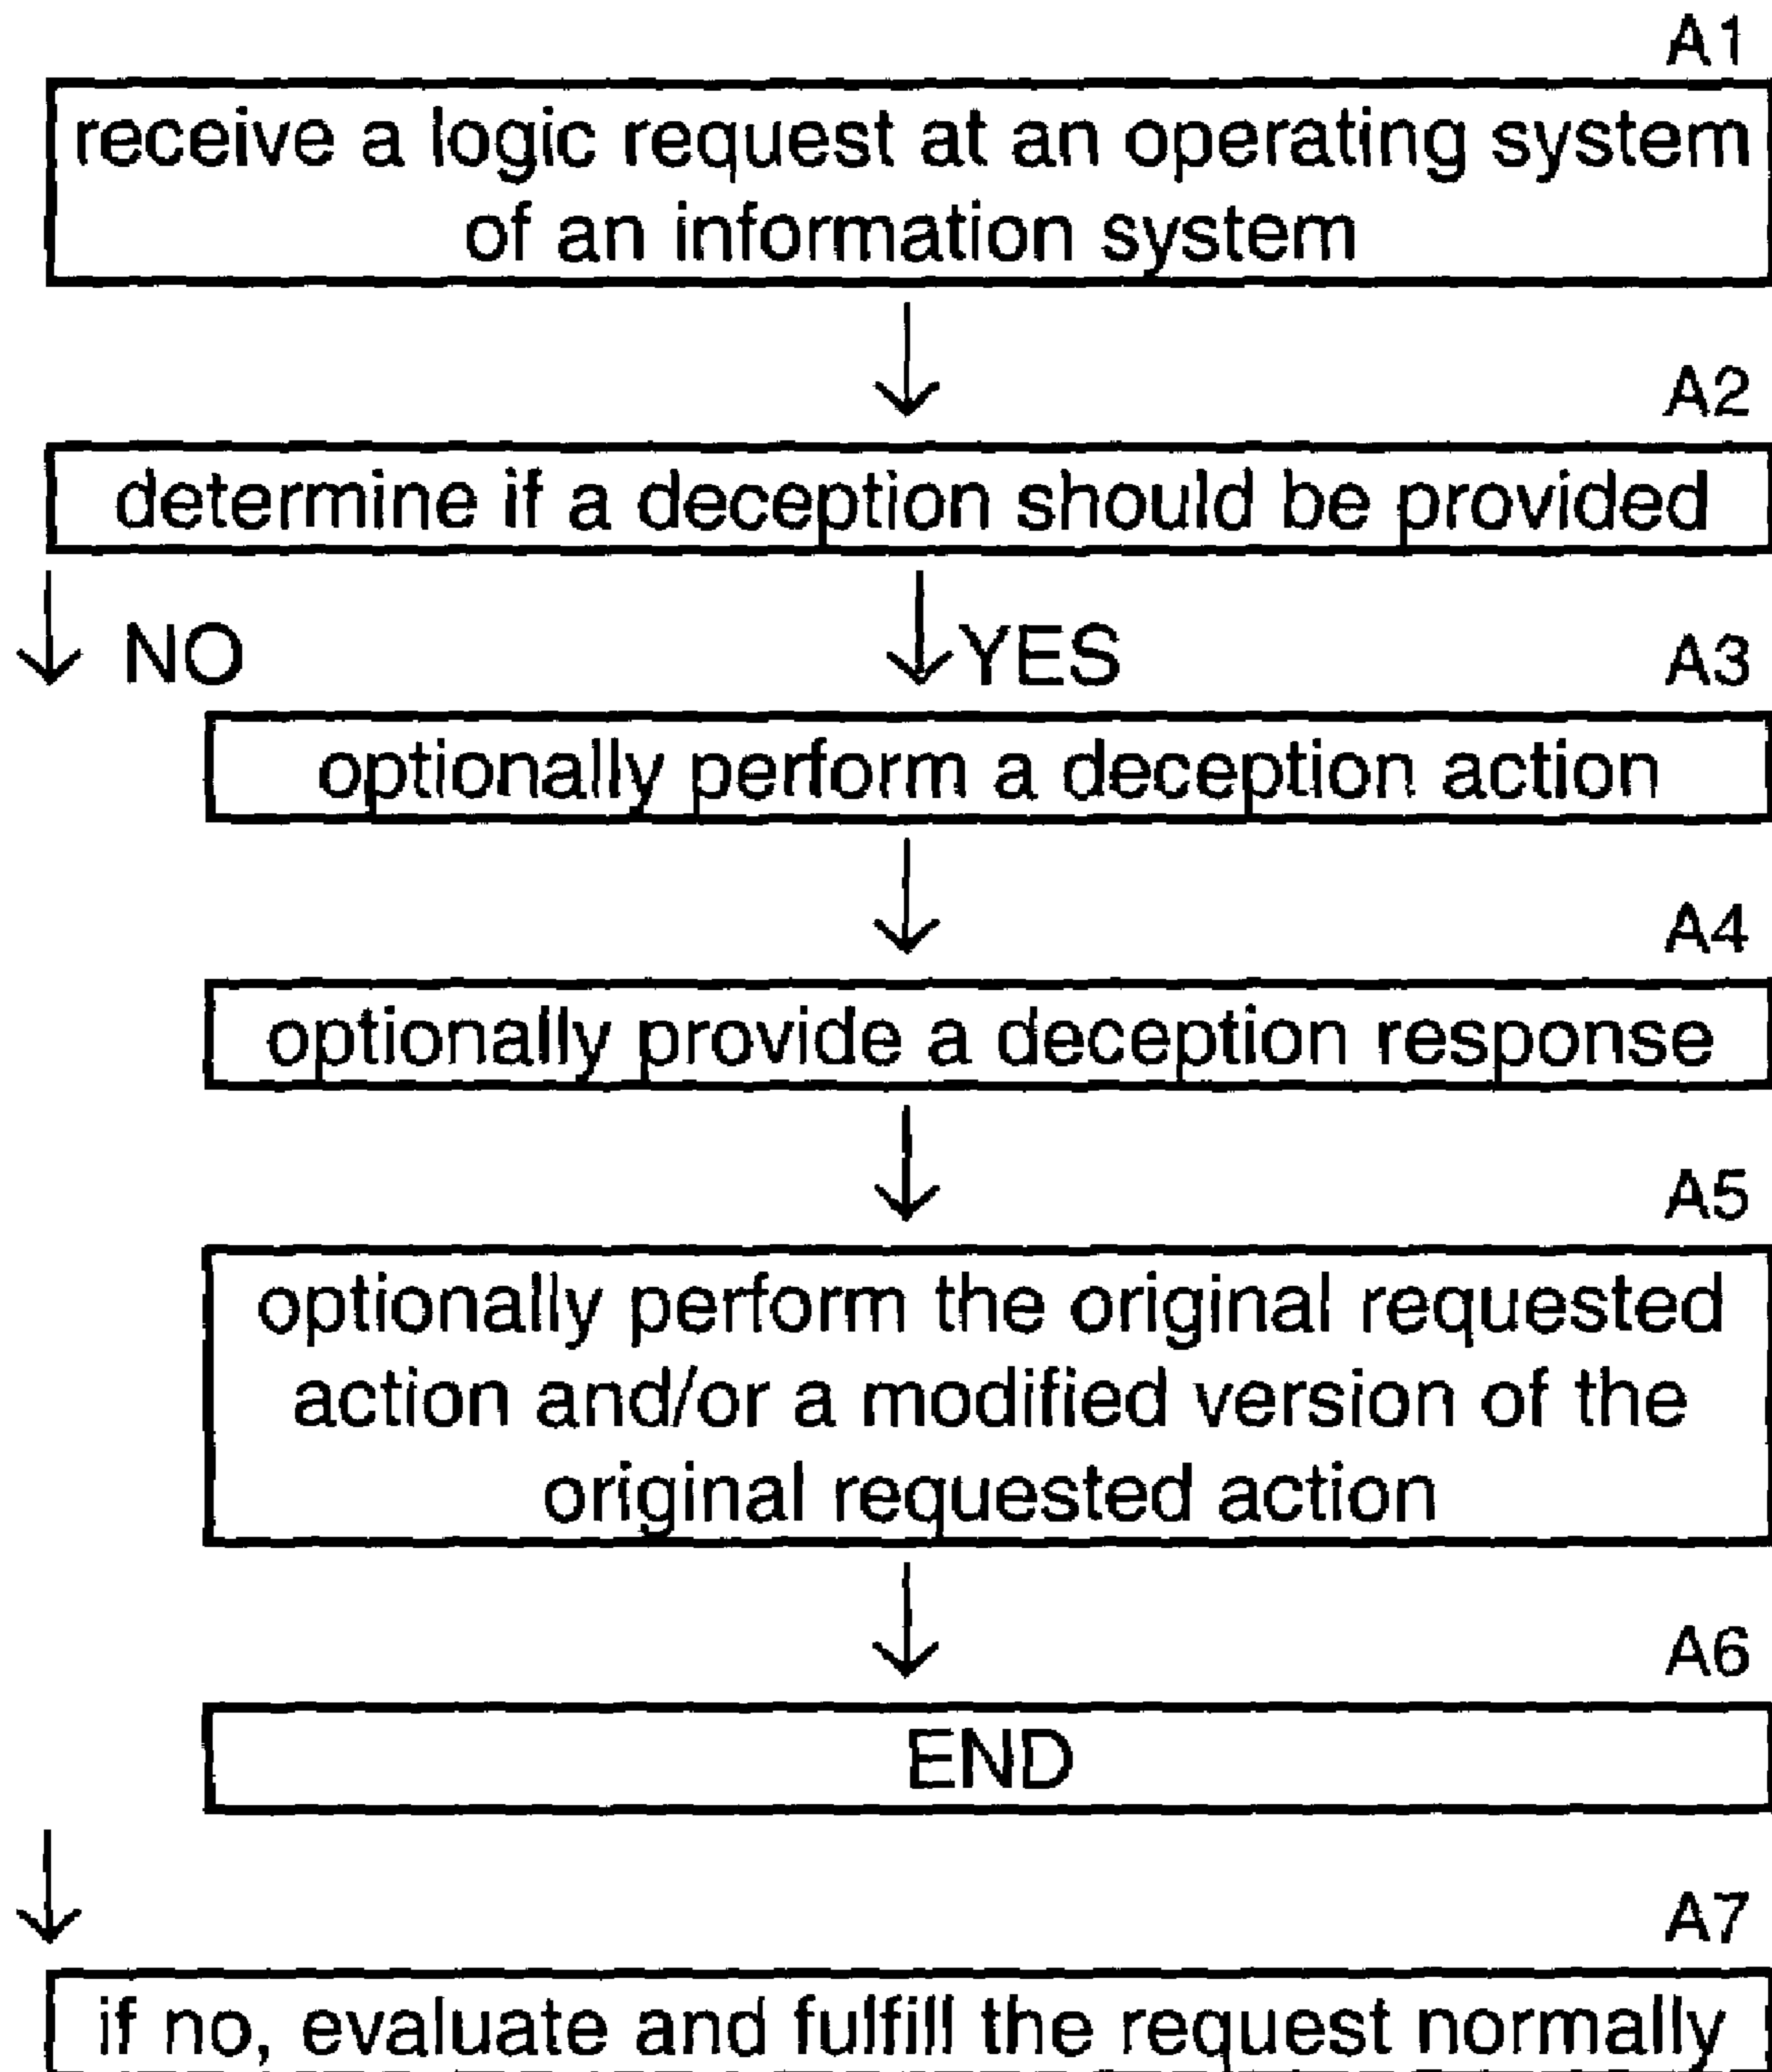 A1
receive a logic request at an operating system
of an information system
A2
determine if a deception should be provided
NO
YES
A3
optionally perform a deception action
A4
optionally provide a deception response
A5
optionally perform the original requested
action and/or a modified version of the
original requested action
A6
END
A7
if no, evaluate and fulfill the request normally